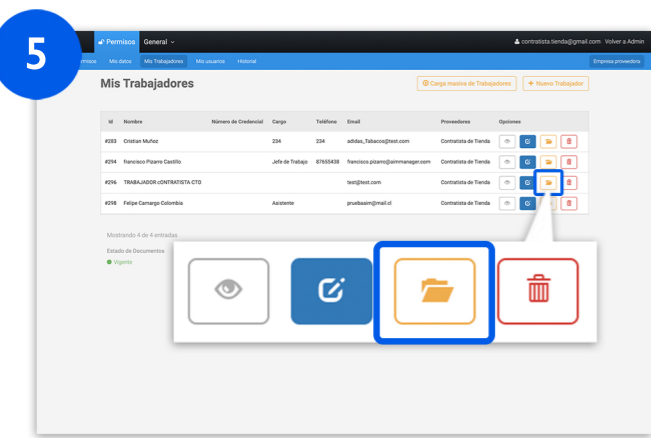 5
Permisos General
contratista.tienda@gmail.com Volver a Admin
Mis datos Mis Trabajadores Mis usuarios Historial Empresa proveedora
Mis Trabajadores
Carga masiva de Trabajadores + Nuevo Trabajador
Id Nombre Número de Credencial Cargo Teléfono Email Proveedores Opciones
#283 Cristian Muñoz 234 234 adidas_Tabacco@test.com Contratista de Tienda
#294 francisco Pizarro Castillo Jefe de Trabajo 87655438 francisco.pizarro@aimmanager.com Contratista de Tienda
#296 TRABAJADOR cONTRATISTA CTD test@test.com Contratista de Tienda
#298 Felipe Camargo Colombia Asistente pruebasim@mail.cl Contratista de Tienda
Mostrando 4 de 4 entradas
Estado de Documentos
Vigente